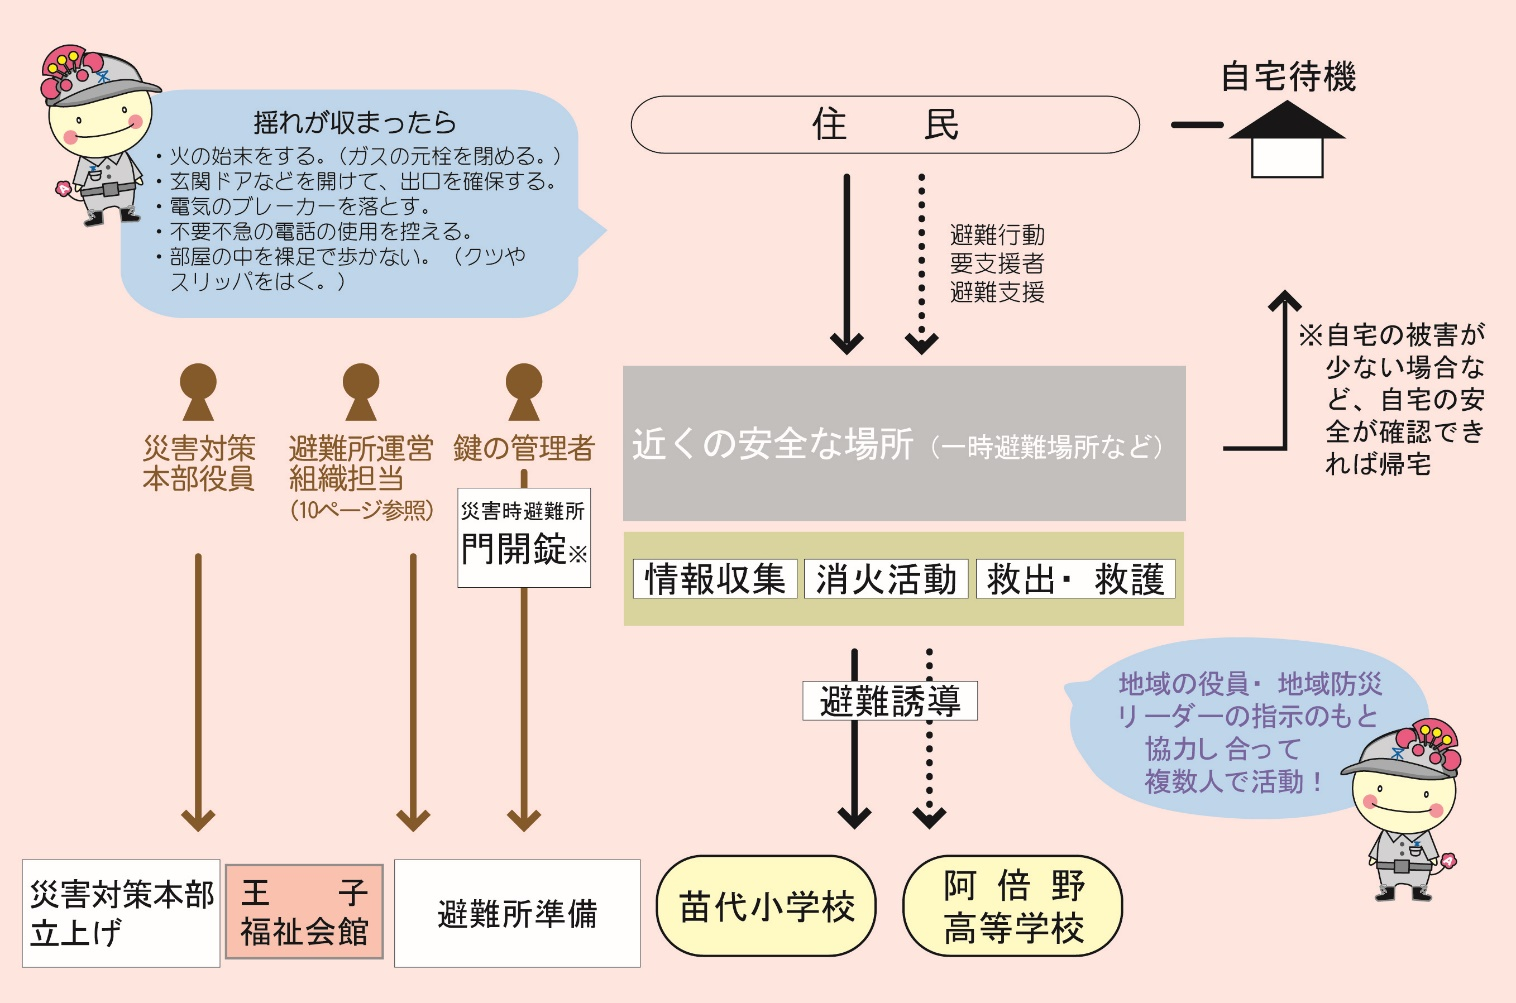 揺れが収まったら
・火の始末をする。（ガスの元栓を閉める。）
・玄関ドアなどを開けて、出口を確保する。
・電気のブレーカーを落とす。
・不要不急の電話の使用を控える。
・部屋の中を裸足で歩かない。（クツや
スリッパをはく。）
住　民
自宅待機
避難行動
要支援者
避難支援
※自宅の被害が
少ない場合な
ど、自宅の安
全が確認でき
れば帰宅
災害対策
本部役員
避難所運営
組織担当
（10ページ参照）
鍵の管理者
災害時避難所
門開錠※
近くの安全な場所（一時避難場所など）
情報収集
消火活動
救出・救護
避難誘導
地域の役員・地域防災
リーダーの指示のもと
協力し合って
複数人で活動！
災害対策本部
立上げ
王　子
福祉会館
避難所準備
苗代小学校
阿倍野
高等学校
A
A